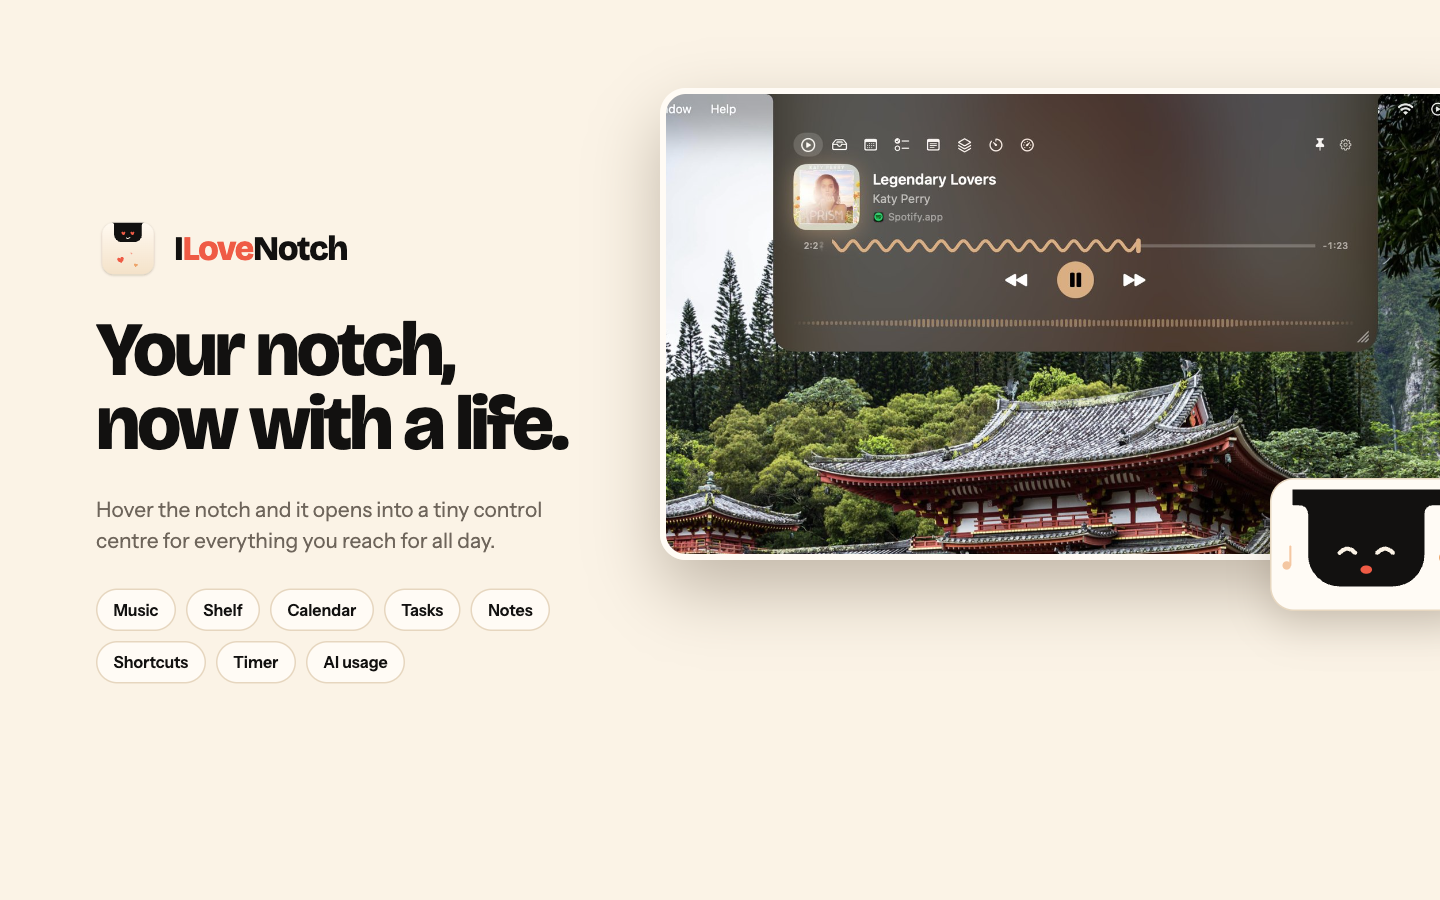 ILoveNotch
Your notch,
now with a life.
Hover the notch and it opens into a tiny control
centre for everything you reach for all day.
Music
Shelf
Calendar
Tasks
Notes
Shortcuts
Timer
AI usage
dow
Help
Legendary Lovers
Katy Perry
Spotify.app
PRISM
-1:23